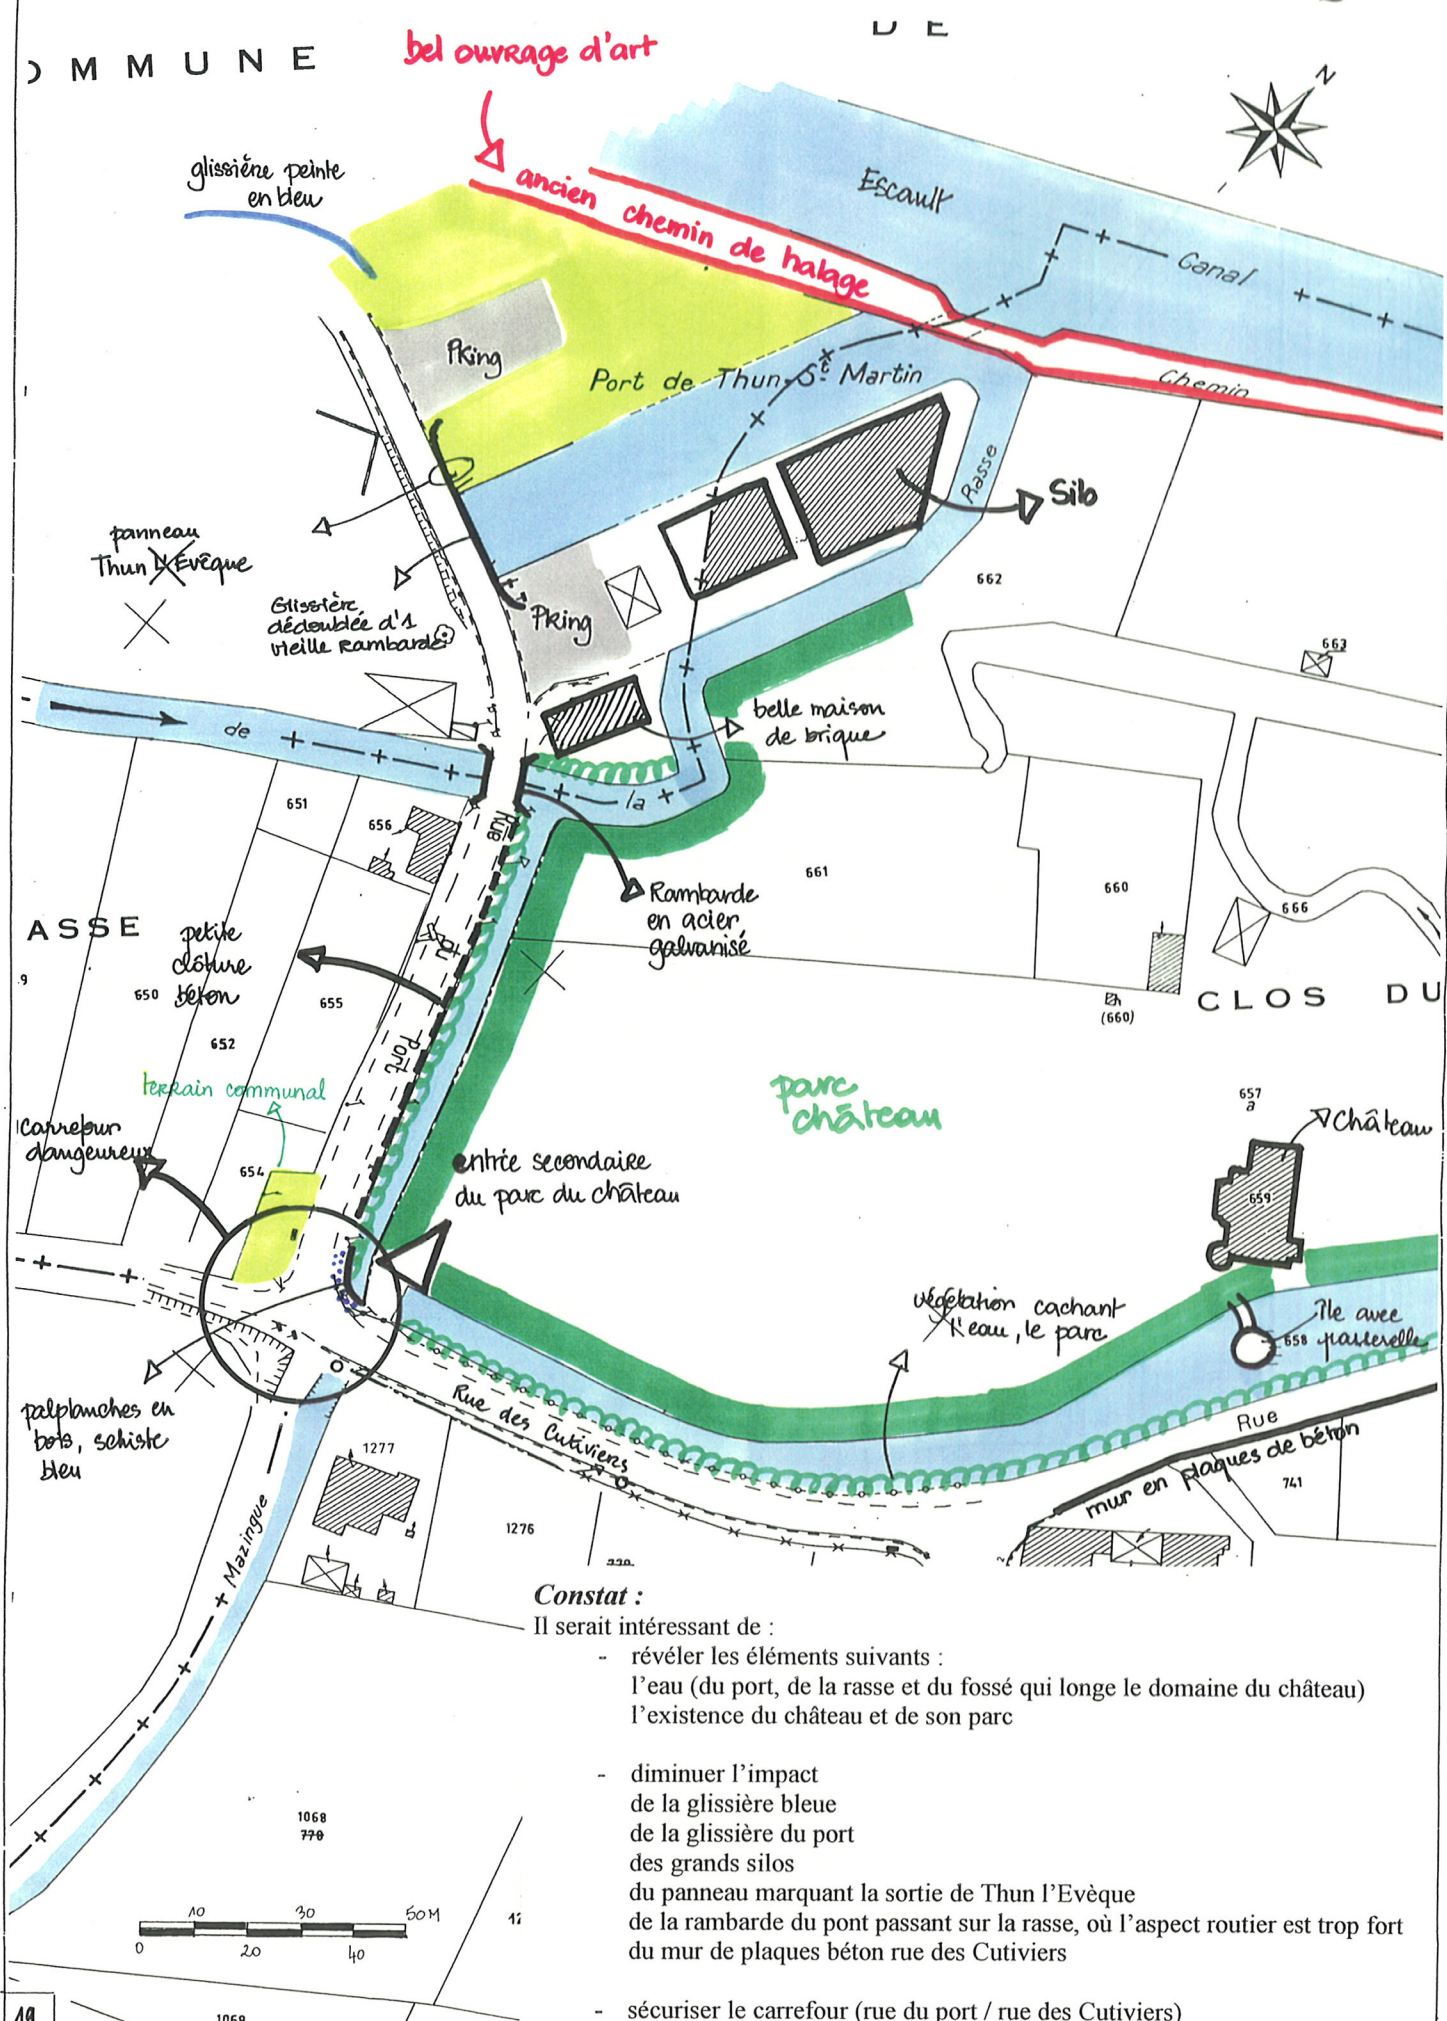 OMMUNE
DE
bel ouvrage d'art
N
glissière peinte
en bleu
ancien chemin de halage
Escault
Canal
Pking
Port de Thun St Martin
Chemin
Rasse
Silo
panneau
Thun L'Évêque
662
Glissière
dédoublée d'1
vieille rambarde
Pking
663
belle maison
de brique
de
la
651
656
Rue
661
660
666
Rambarde
en acier
galvanisé
ASSE
petite
clôture
béton
du
9
650
655
652
(660)
CLOS DU
Port
terrain communal
parc
château
657
a
Château
carrefour
dangeureux
654
entrée secondaire
du parc du château
659
végétation cachant
l'eau, le parc
île avec
passerelle
658
palplanches en
bois, schiste
bleu
Rue des Cutiviers
Rue
mur en plaques de béton
1277
741
Mazingue
1276
Constat :
Il serait intéressant de :
- révéler les éléments suivants :
l'eau (du port, de la rasse et du fossé qui longe le domaine du château)
l'existence du château et de son parc
- diminuer l'impact
de la glissière bleue
de la glissière du port
des grands silos
du panneau marquant la sortie de Thun l'Evèque
de la rambarde du pont passant sur la rasse, où l'aspect routier est trop fort
du mur de plaques béton rue des Cutiviers
1068
770
10 30 50M
0 20 40
- sécuriser le carrefour (rue du port / rue des Cutiviers)